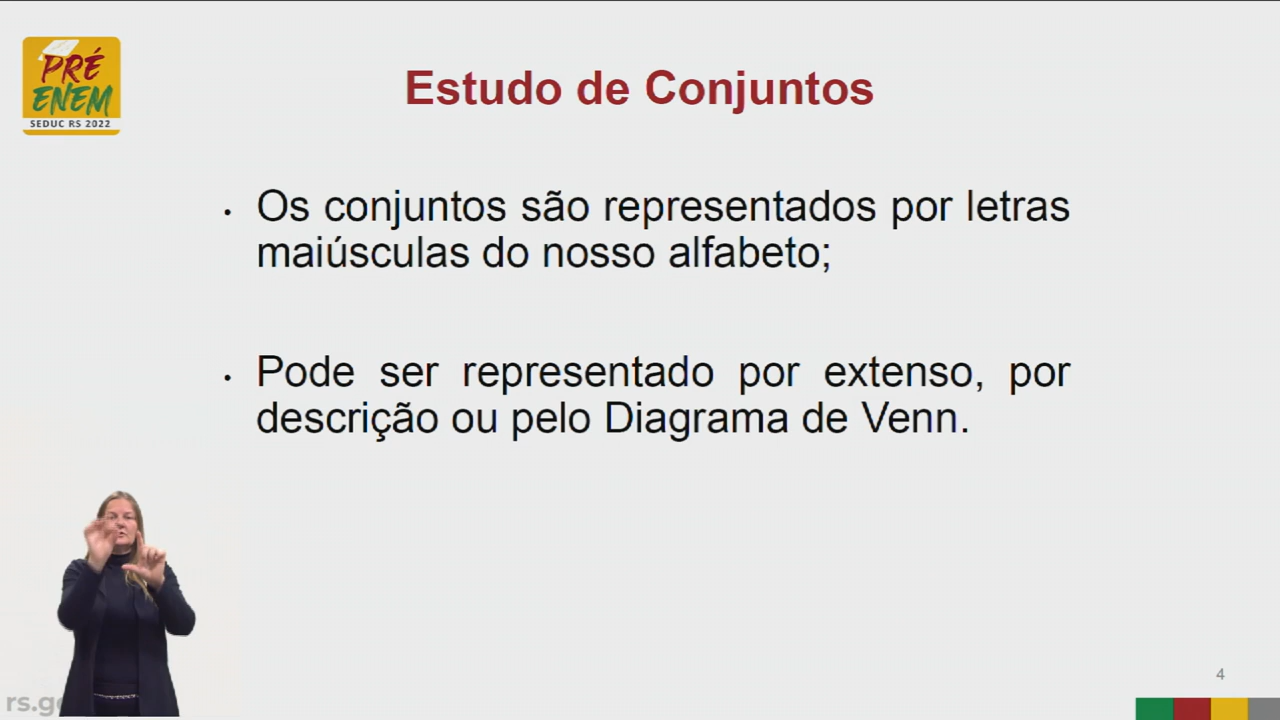 PRÉ
ENEM
SEDUC RS 2022
Estudo de Conjuntos
• Os conjuntos são representados por letras
maiúsculas do nosso alfabeto;
• Pode ser representado por extenso, por
descrição ou pelo Diagrama de Venn.
4